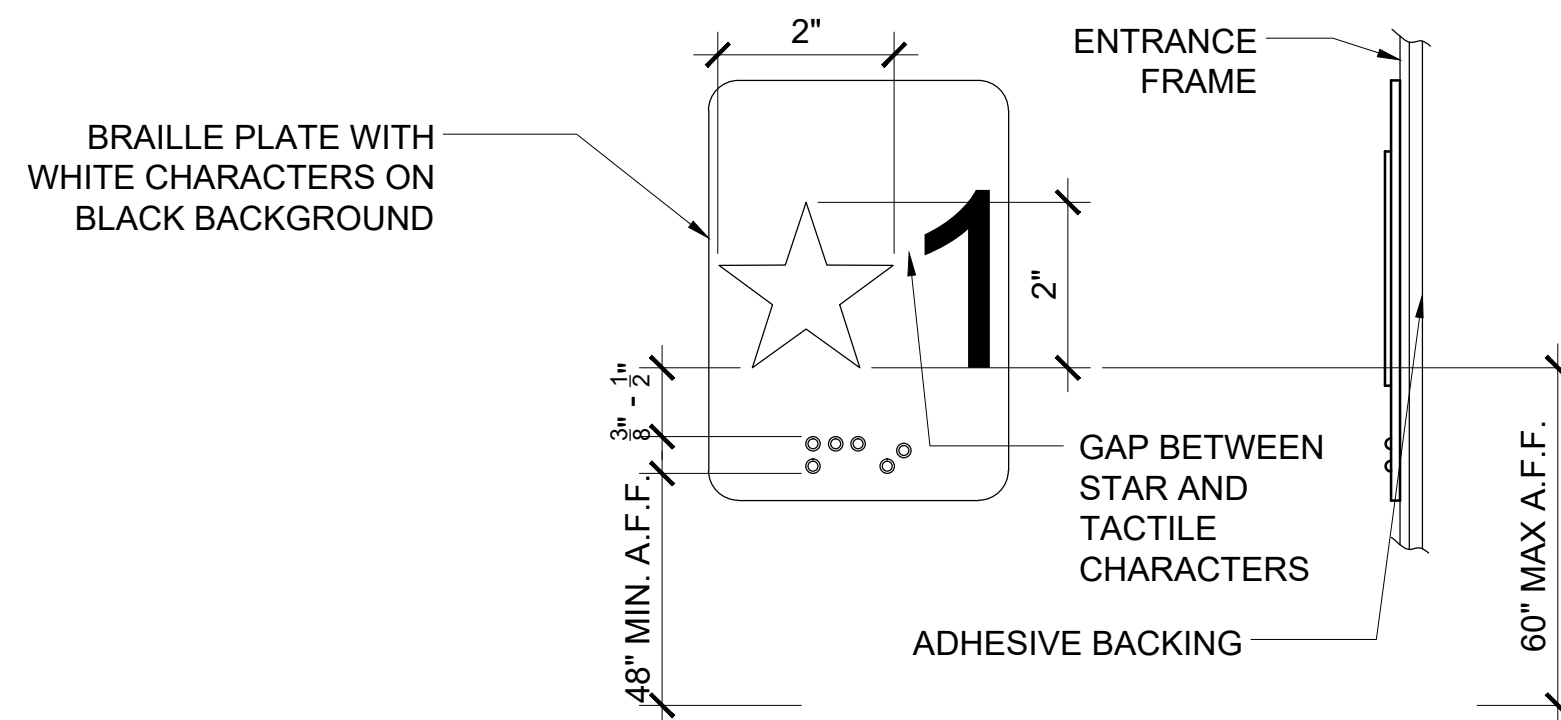 2"
ENTRANCE
FRAME
BRAILLE PLATE WITH
WHITE CHARACTERS ON
BLACK BACKGROUND
1
2"
3/8" - 1/2"
GAP BETWEEN
STAR AND
TACTILE
CHARACTERS
48" MIN. A.F.F.
60" MAX A.F.F.
ADHESIVE BACKING